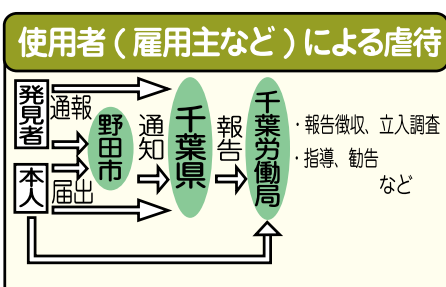 使用者(雇用主など)による虐待
発見者
通報
本人
届出
野田市
通知
千葉県
報告
千葉労働局
・報告徴収、立入調査
・指導、勧告
など